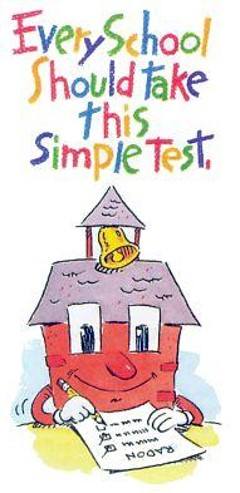 Every School
Should take
this
Simple Test.
RADON